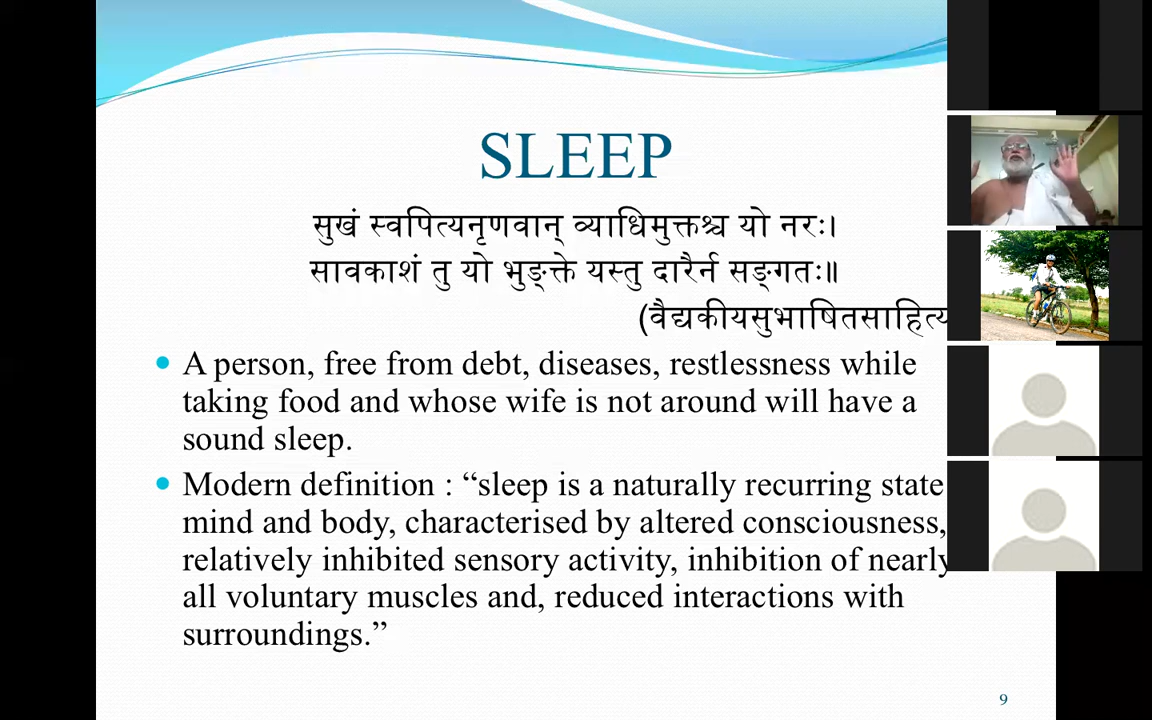 SLEEP
सुखं स्वपित्यनृणवान् व्याधिमुक्तश्च यो नरः।
सावकाशं तु यो भुङ्क्ते यस्तु दारैर्न सङ्गतः॥
(वैद्यकीयसुभाषितसाहित्य
• A person, free from debt, diseases, restlessness while
taking food and whose wife is not around will have a
sound sleep.
• Modern definition : “sleep is a naturally recurring state
mind and body, characterised by altered consciousness,
relatively inhibited sensory activity, inhibition of nearly
all voluntary muscles and, reduced interactions with
surroundings.”
9